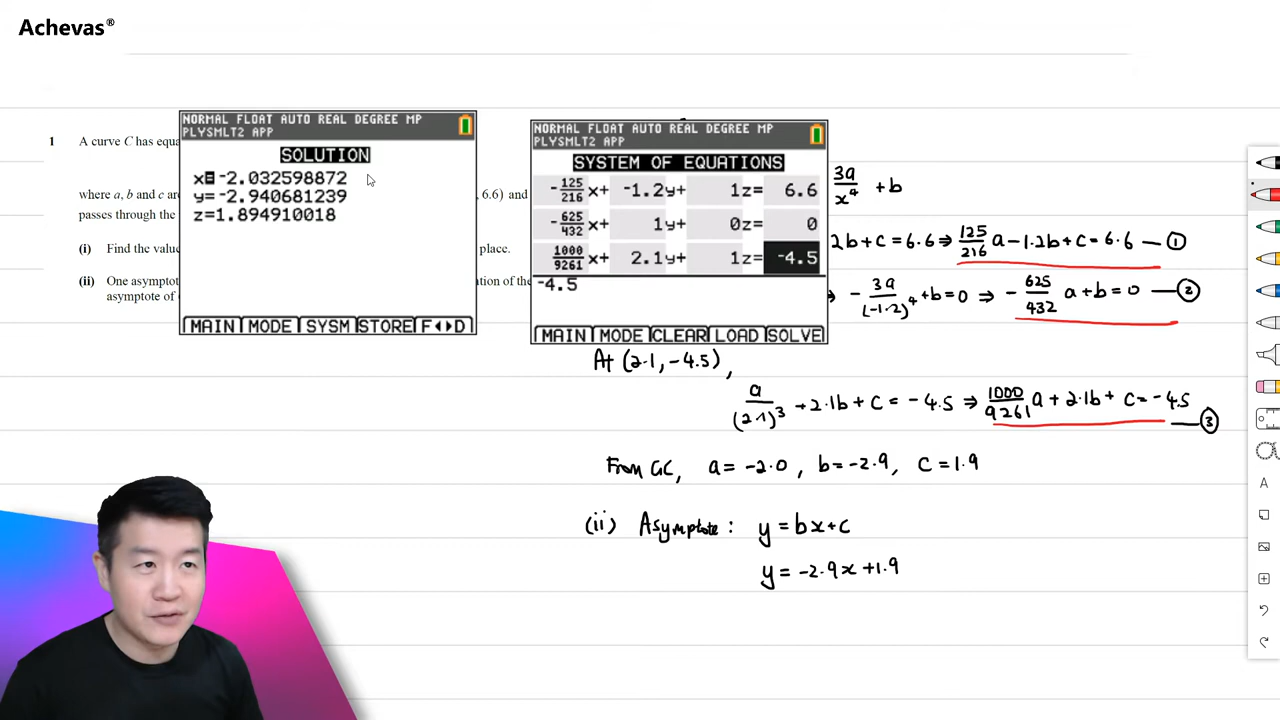 Achevas®
1 A curve C has equa
where a, b and c are
passes through the
(i) Find the value
(ii) One asymptot
asymptote of
, 6.6) and
place.
ation of the
NORMAL FLOAT AUTO REAL DEGREE MP
PLYSMLT2 APP
SOLUTION
x=-2.032598872
y=-2.940681239
z=1.894910018
MAIN MODE SYSM STORE F◄►D
NORMAL FLOAT AUTO REAL DEGREE MP
PLYSMLT2 APP
SYSTEM OF EQUATIONS
-125/216 x+ -1.2y+ 1z= 6.6
-625/432 x+ 1y+ 0z= 0
1000/9261 x+ 2.1y+ 1z= -4.5
-4.5
MAIN MODE CLEAR LOAD SOLVE
3a/x⁴ + b
2b + c = 6.6 ⇒ 125/216 a - 1.2b + c = 6.6 — ①
- 3a/(-1.2)⁴ + b = 0 ⇒ - 625/432 a + b = 0 — ②
At (2.1, -4.5),
a/(2.1)³ + 2.1b + c = -4.5 ⇒ 1000/9261 a + 2.1b + c = -4.5 — ③
From GC, a = -2.0, b = -2.9, c = 1.9
(ii) Asymptote: y = bx+c
y = -2.9x + 1.9
A